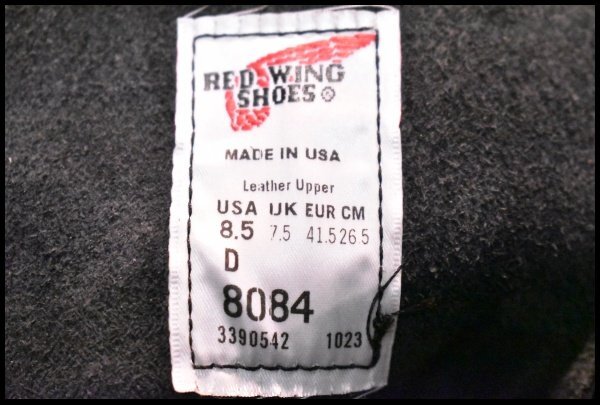 RED WING
SHOES®
MADE IN USA
Leather Upper
USA UK EUR CM
8.5 7.5 41.5 26.5
D
8084
3390542 1023